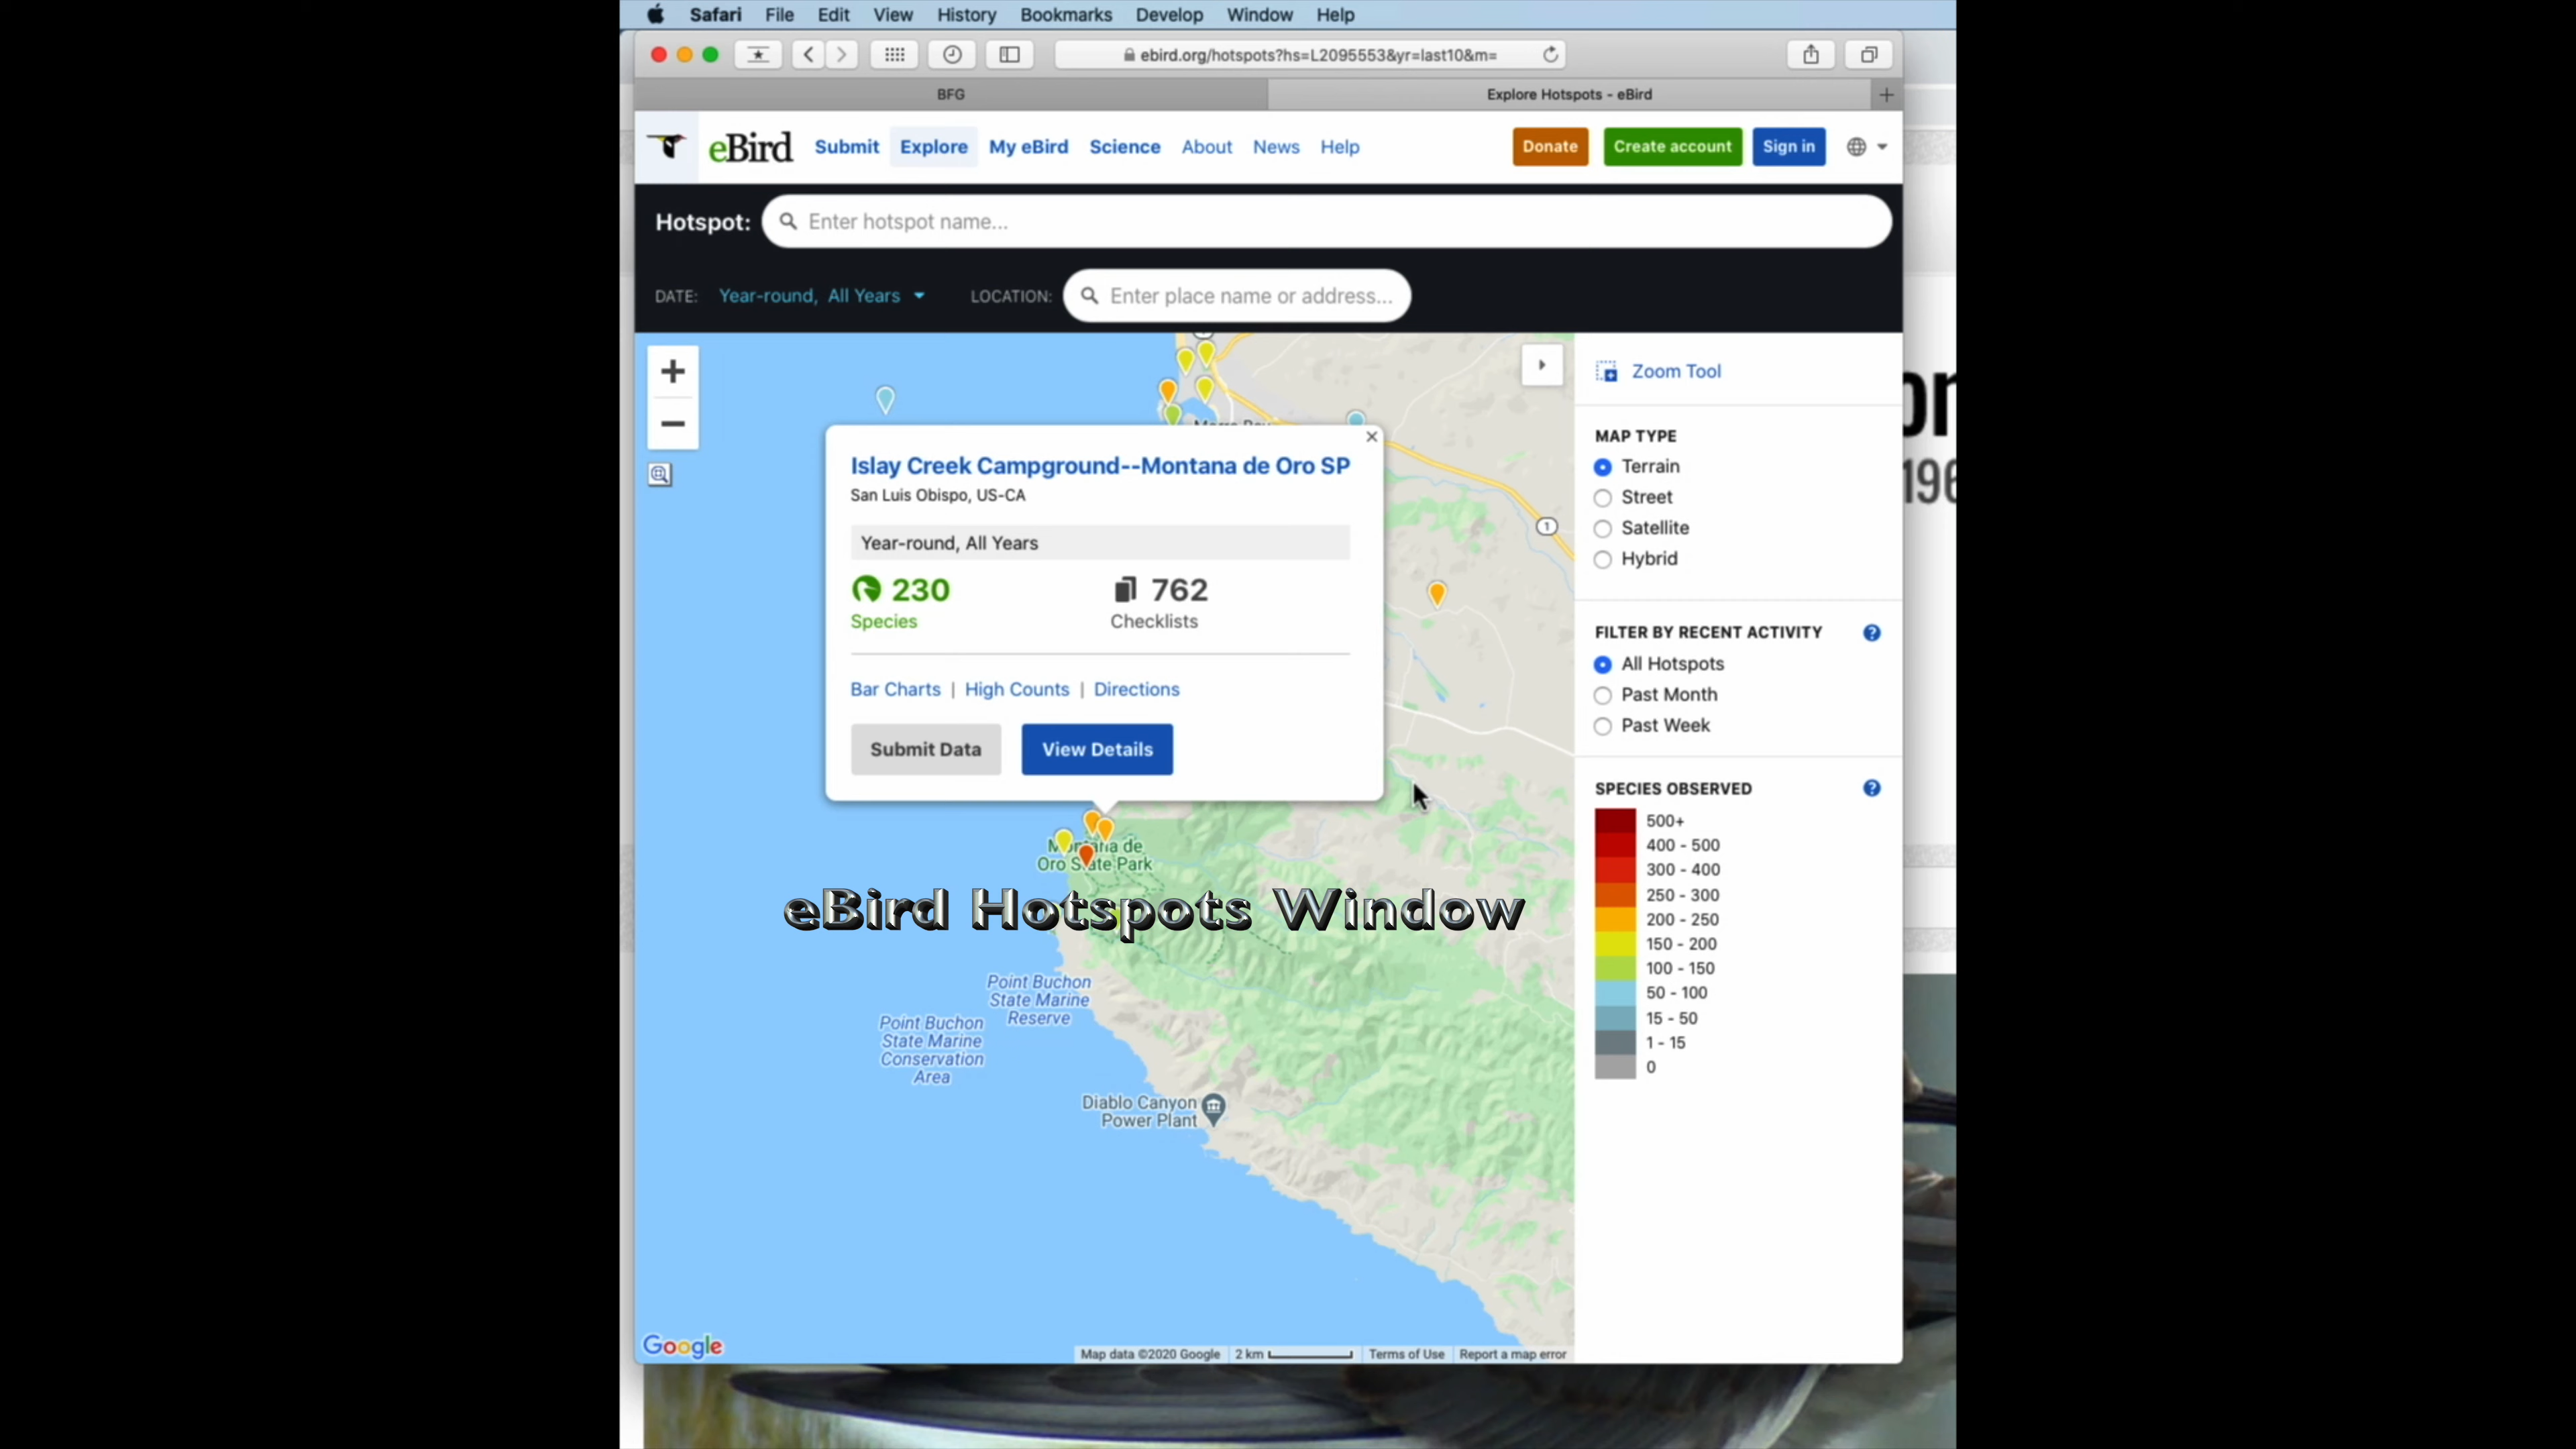 Safari File Edit View History Bookmarks Develop Window Help
ebird.org/hotspots?hs=L2095553&yr=last10&m=
BFG
Explore Hotspots - eBird
eBird Submit Explore My eBird Science About News Help Donate Create account Sign in
Hotspot: Enter hotspot name...
DATE: Year-round, All Years LOCATION: Enter place name or address...
Zoom Tool
MAP TYPE
Terrain
Street
Satellite
Hybrid
FILTER BY RECENT ACTIVITY
All Hotspots
Past Month
Past Week
SPECIES OBSERVED
500+
400 - 500
300 - 400
250 - 300
200 - 250
150 - 200
100 - 150
50 - 100
15 - 50
1 - 15
0
Islay Creek Campground--Montana de Oro SP
San Luis Obispo, US-CA
Year-round, All Years
230 762
Species Checklists
Bar Charts | High Counts | Directions
Submit Data View Details
1
Montana de
Oro State Park
eBird Hotspots Window
Point Buchon
State Marine
Reserve
Point Buchon
State Marine
Conservation
Area
Diablo Canyon
Power Plant
Google
Map data ©2020 Google 2 km Terms of Use Report a map error